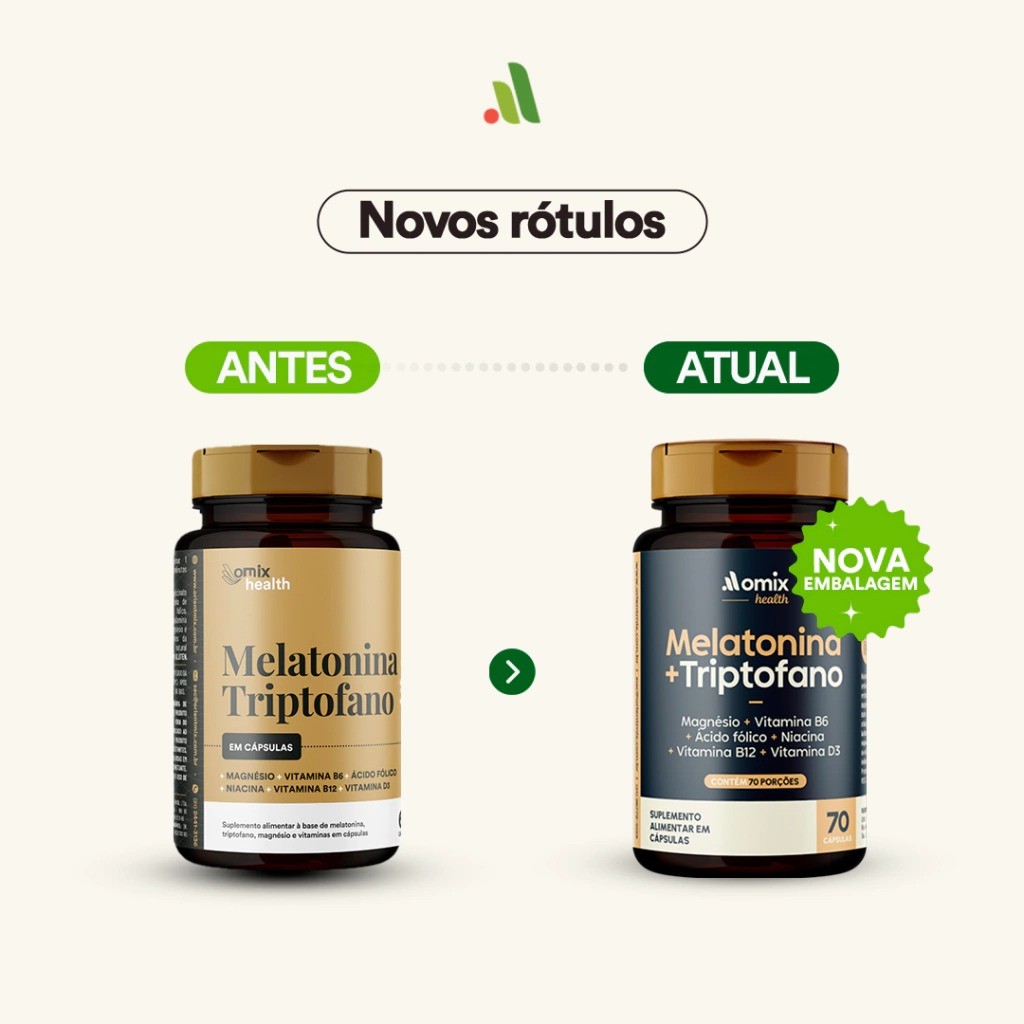 Novos rótulos
ANTES
ATUAL
omix
health
Melatonina
Triptofano
EM CÁPSULAS
+ MAGNÉSIO + VITAMINA B6 + ÁCIDO FÓLICO
+ NIACINA + VITAMINA B12 + VITAMINA D3
Suplemento alimentar à base de melatonina,
triptofano, magnésio e vitaminas em cápsulas
omix
health
NOVA
EMBALAGEM
Melatonina
+Triptofano
Magnésio + Vitamina B6
+ Ácido fólico + Niacina
+ Vitamina B12 + Vitamina D3
CONTÉM 70 PORÇÕES
SUPLEMENTO
ALIMENTAR EM
CÁPSULAS
70
CÁPSULAS